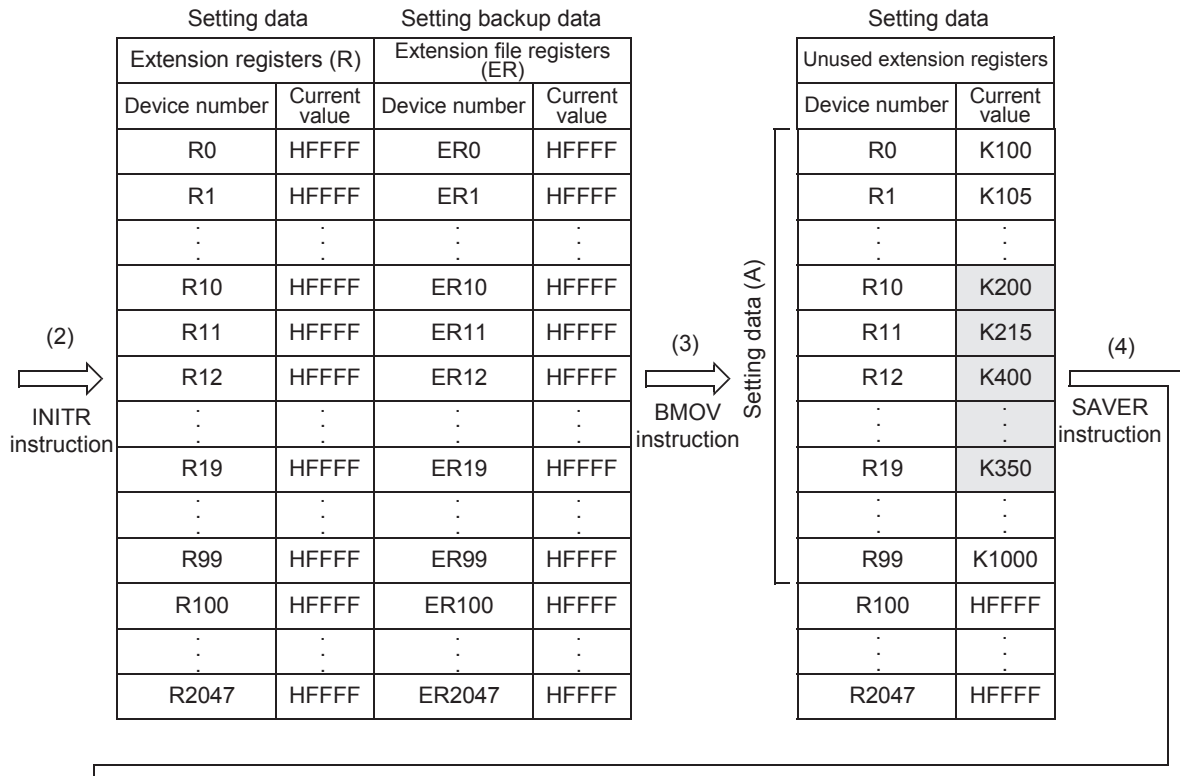 Setting data Setting backup data Setting data
Extension registers (R) Extension file registers (ER) Unused extension registers
Device number Current value Device number Current value Device number Current value
R0 HFFFF ER0 HFFFF R0 K100
R1 HFFFF ER1 HFFFF R1 K105
: : : : : :
R10 HFFFF ER10 HFFFF R10 K200
R11 HFFFF ER11 HFFFF R11 K215
R12 HFFFF ER12 HFFFF R12 K400
: : : : : :
R19 HFFFF ER19 HFFFF R19 K350
: : : : : :
R99 HFFFF ER99 HFFFF R99 K1000
R100 HFFFF ER100 HFFFF R100 HFFFF
: : : : : :
R2047 HFFFF ER2047 HFFFF R2047 HFFFF
(2)
INITR
instruction
(3)
BMOV
instruction
Setting data (A)
(4)
SAVER
instruction